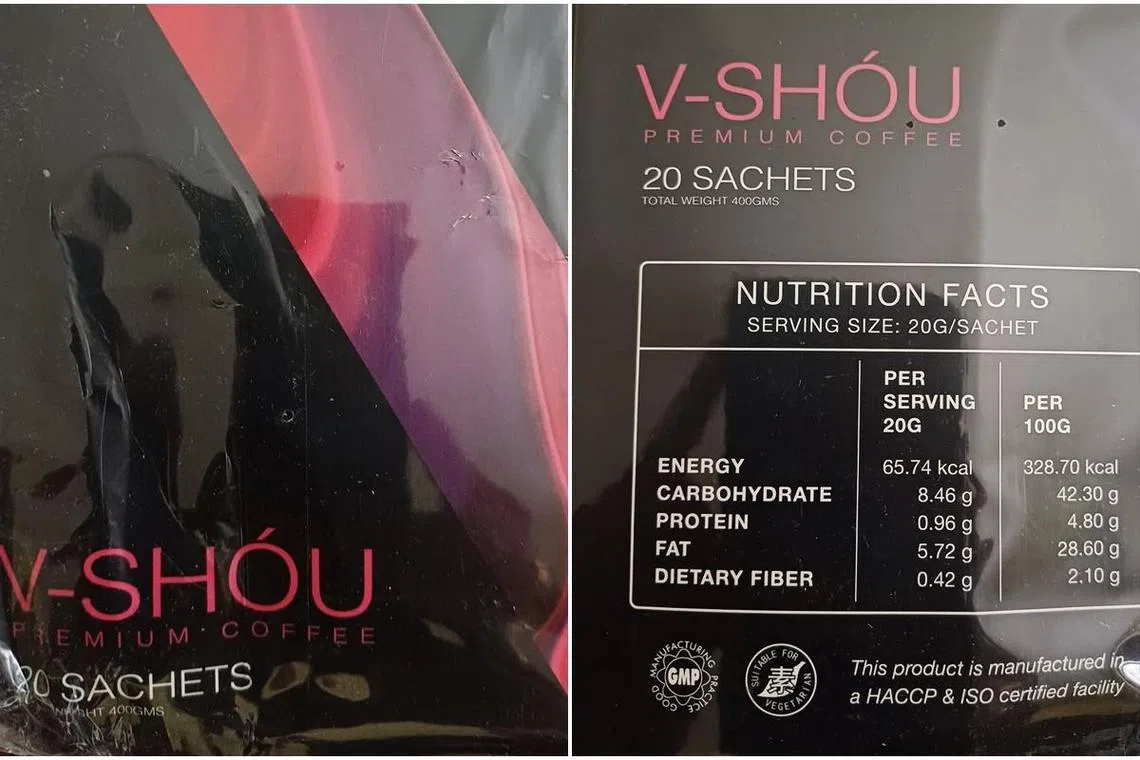 V-SHÓU
PREMIUM COFFEE
20 SACHETS
400GMS
V-SHÓU
PREMIUM COFFEE
20 SACHETS
TOTAL WEIGHT 400GMS
NUTRITION FACTS
SERVING SIZE: 20G/SACHET
PER SERVING 20G PER 100G
ENERGY 65.74 kcal 328.70 kcal
CARBOHYDRATE 8.46 g 42.30 g
PROTEIN 0.96 g 4.80 g
FAT 5.72 g 28.60 g
DIETARY FIBER 0.42 g 2.10 g
GOOD MANUFACTURING PRACTICE
GMP
SUITABLE FOR VEGETARIAN
素
This product is manufactured in
a HACCP & ISO certified facility